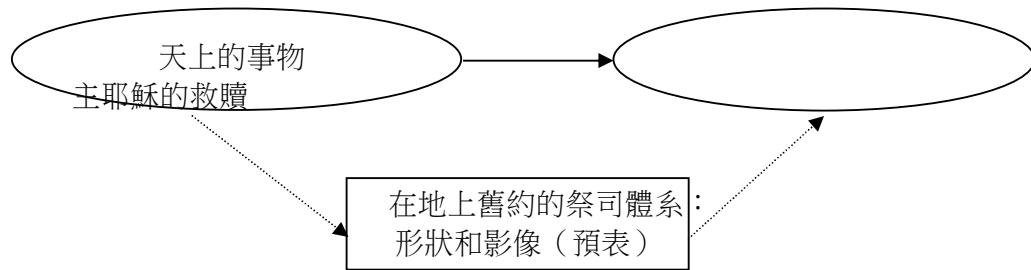 天上的事物
主耶穌的救贖
在地上舊約的祭司體系：
形狀和影像（預表）